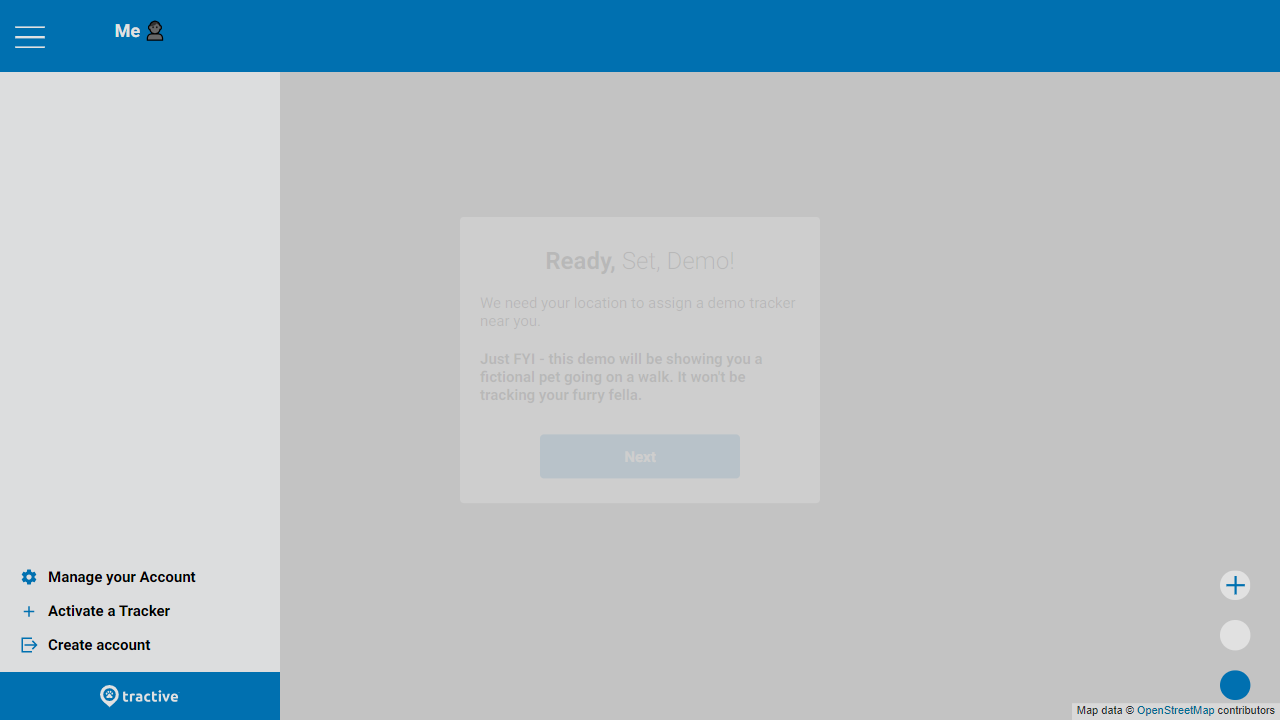 Me
Ready, Set, Demo!
We need your location to assign a demo tracker
near you.
Just FYI - this demo will be showing you a
fictional pet going on a walk. It won't be
tracking your furry fella.
Next
Manage your Account
Activate a Tracker
Create account
tractive
Map data © OpenStreetMap contributors